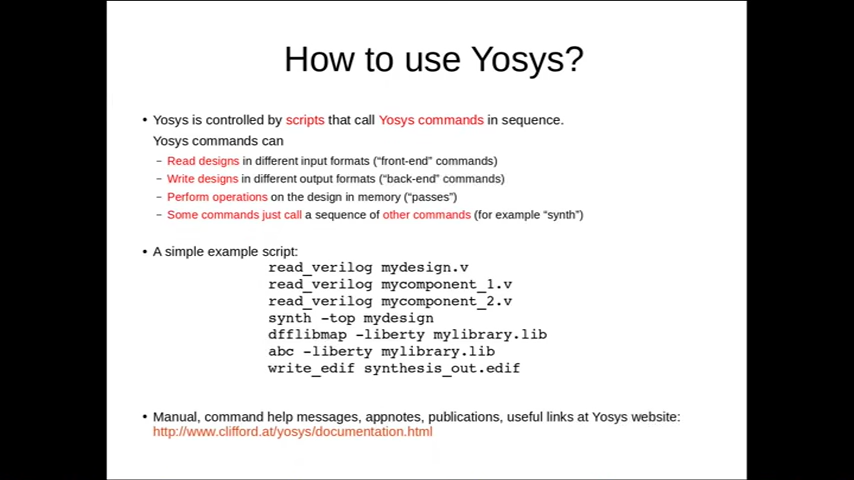 How to use Yosys?
• Yosys is controlled by scripts that call Yosys commands in sequence.
Yosys commands can
– Read designs in different input formats (“front-end” commands)
– Write designs in different output formats (“back-end” commands)
– Perform operations on the design in memory (“passes”)
– Some commands just call a sequence of other commands (for example “synth”)
• A simple example script:
read_verilog mydesign.v
read_verilog mycomponent_1.v
read_verilog mycomponent_2.v
synth -top mydesign
dfflibmap -liberty mylibrary.lib
abc -liberty mylibrary.lib
write_edif synthesis_out.edif
• Manual, command help messages, appnotes, publications, useful links at Yosys website:
http://www.clifford.at/yosys/documentation.html